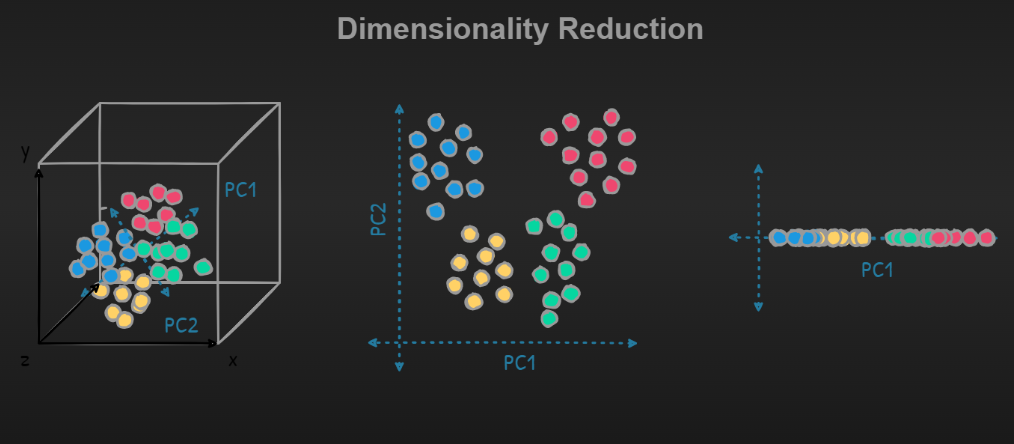 Dimensionality Reduction
y
PC1
PC2
z
x
PC2
PC1
PC1